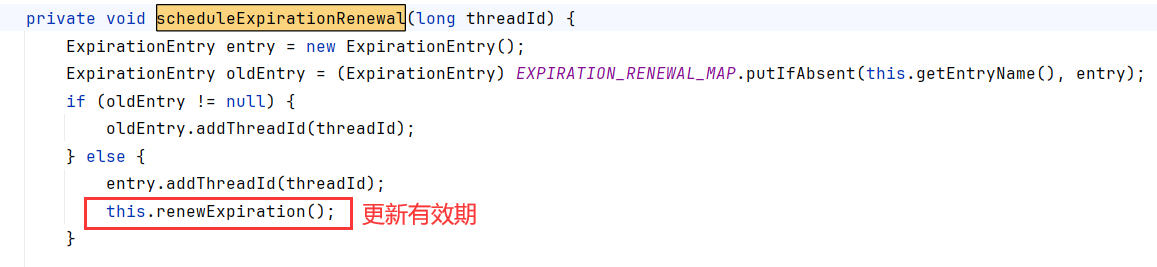 private void scheduleExpirationRenewal(long threadId) {
    ExpirationEntry entry = new ExpirationEntry();
    ExpirationEntry oldEntry = (ExpirationEntry) EXPIRATION_RENEWAL_MAP.putIfAbsent(this.getEntryName(), entry);
    if (oldEntry != null) {
        oldEntry.addThreadId(threadId);
    } else {
        entry.addThreadId(threadId);
        this.renewExpiration(); 更新有效期
    }